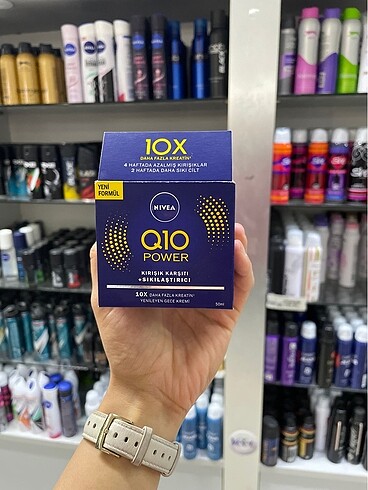 10X
DAHA FAZLA KREATİN*
4 HAFTADA AZALMIŞ KIRIŞIKLAR
2 HAFTADA DAHA SIKI CİLT
YENİ
FORMÜL
NIVEA
Q10
POWER
KIRIŞIK KARŞITI
+SIKILAŞTIRICI
10X DAHA FAZLA KREATİN*
YENİLEYEN GECE KREMİ
50ml